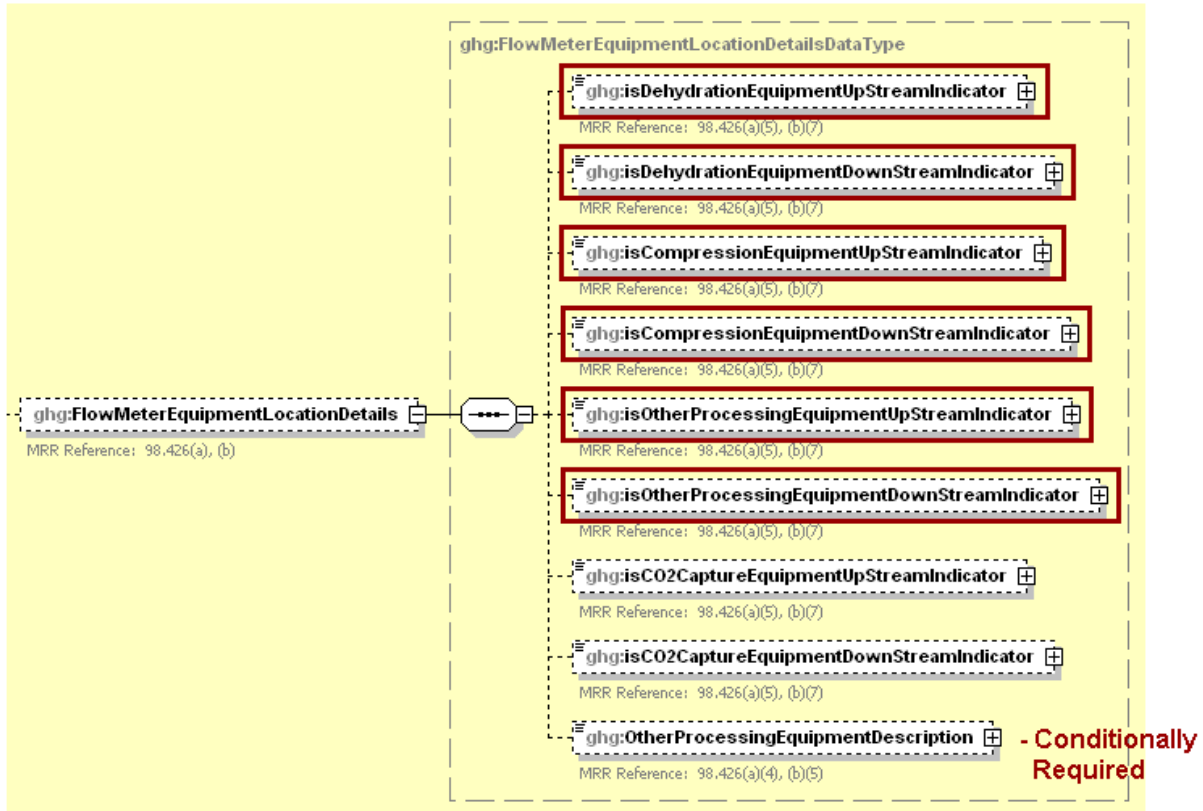 ghg:FlowMeterEquipmentLocationDetailsDataType
ghg:isDehydrationEquipmentUpStreamIndicator
MRR Reference: 98.426(a)(5), (b)(7)
ghg:isDehydrationEquipmentDownStreamIndicator
MRR Reference: 98.426(a)(5), (b)(7)
ghg:isCompressionEquipmentUpStreamIndicator
MRR Reference: 98.426(a)(5), (b)(7)
ghg:isCompressionEquipmentDownStreamIndicator
MRR Reference: 98.426(a)(5), (b)(7)
ghg:FlowMeterEquipmentLocationDetails
MRR Reference: 98.426(a), (b)
ghg:isOtherProcessingEquipmentUpStreamIndicator
MRR Reference: 98.426(a)(5), (b)(7)
ghg:isOtherProcessingEquipmentDownStreamIndicator
MRR Reference: 98.426(a)(5), (b)(7)
ghg:isCO2CaptureEquipmentUpStreamIndicator
MRR Reference: 98.426(a)(5), (b)(7)
ghg:isCO2CaptureEquipmentDownStreamIndicator
MRR Reference: 98.426(a)(5), (b)(7)
ghg:OtherProcessingEquipmentDescription
MRR Reference: 98.426(a)(4), (b)(5)
- Conditionally
Required